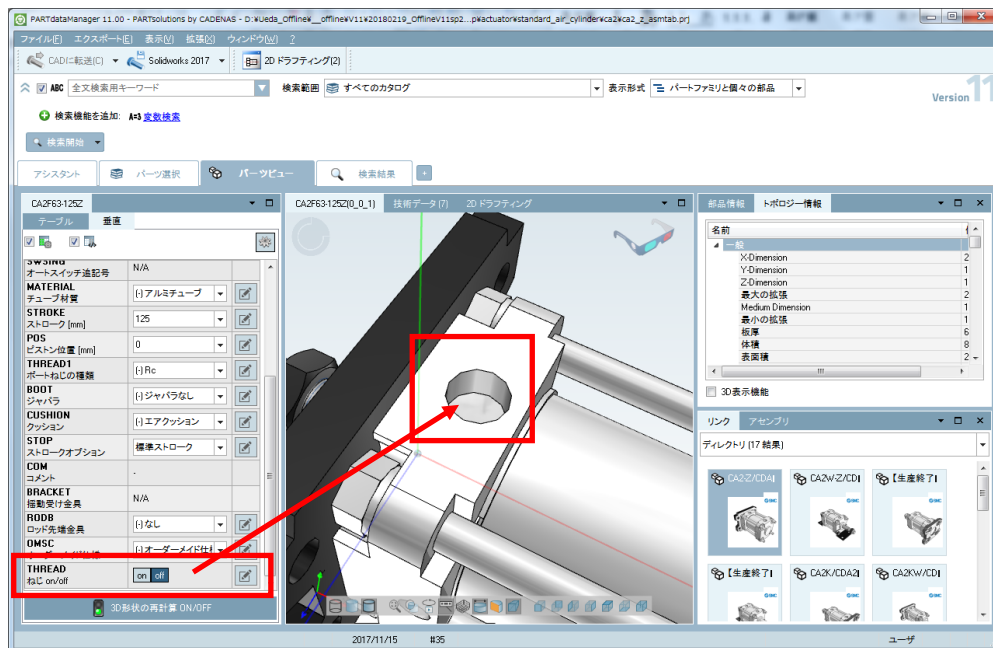 PARTdataManager 11.00 - PARTsolutions by CADENAS - D:¥Ueda_Offline¥__offline¥V11¥20180219_OfflineV11sp2...p¥actuator¥standard_air_cylinder¥ca2¥ca2_z_asmtab.prj
ファイル(F) エクスポート(E) 表示(V) 拡張(X) ウィンドウ(W) ?
CADに転送(C) Solidworks 2017 2D ドラフティング(2)
ABC 全文検索用キーワード 検索範囲 すべてのカタログ 表示形式 パートファミリと個々の部品
Version 11
検索機能を追加: A=3 変数検索
検索開始
アシスタント パーツ選択 パーツビュー 検索結果 +
CA2F63-125Z
テーブル 垂直
SWSING
オートスイッチ追記号 N/A
MATERIAL
チューブ材質 (-) アルミチューブ
STROKE
ストローク [mm] 125
POS
ピストン位置 [mm] 0
THREAD1
ポートねじの種類 (-) Rc
BOOT
ジャバラ (-) ジャバラなし
CUSHION
クッション (-) エアクッション
STOP
ストロークオプション 標準ストローク
COM
コメント -
BRACKET
揺動受け金具 N/A
RODB
ロッド先端金具 (-) なし
OMSC
(-) オーダーメイド仕様
THREAD
ねじ on/off on off
3D形状の再計算 ON/OFF
CA2F63-125Z(0_0_1) 技術データ (7) 2D ドラフティング
部品情報 トポロジー情報
名前
一般
X-Dimension 2
Y-Dimension 1
Z-Dimension 1
最大の拡張 2
Medium Dimension 1
最小の拡張 1
板厚 6
体積 8
表面積 2
3D表示機能
リンク アセンブリ
ディレクトリ (17 結果)
CA2-Z/CDA CA2W-Z/CD 【生産終了】
【生産終了】 CA2K/CDA2 CA2KW/CD
2017/11/15 #35 ユーザ